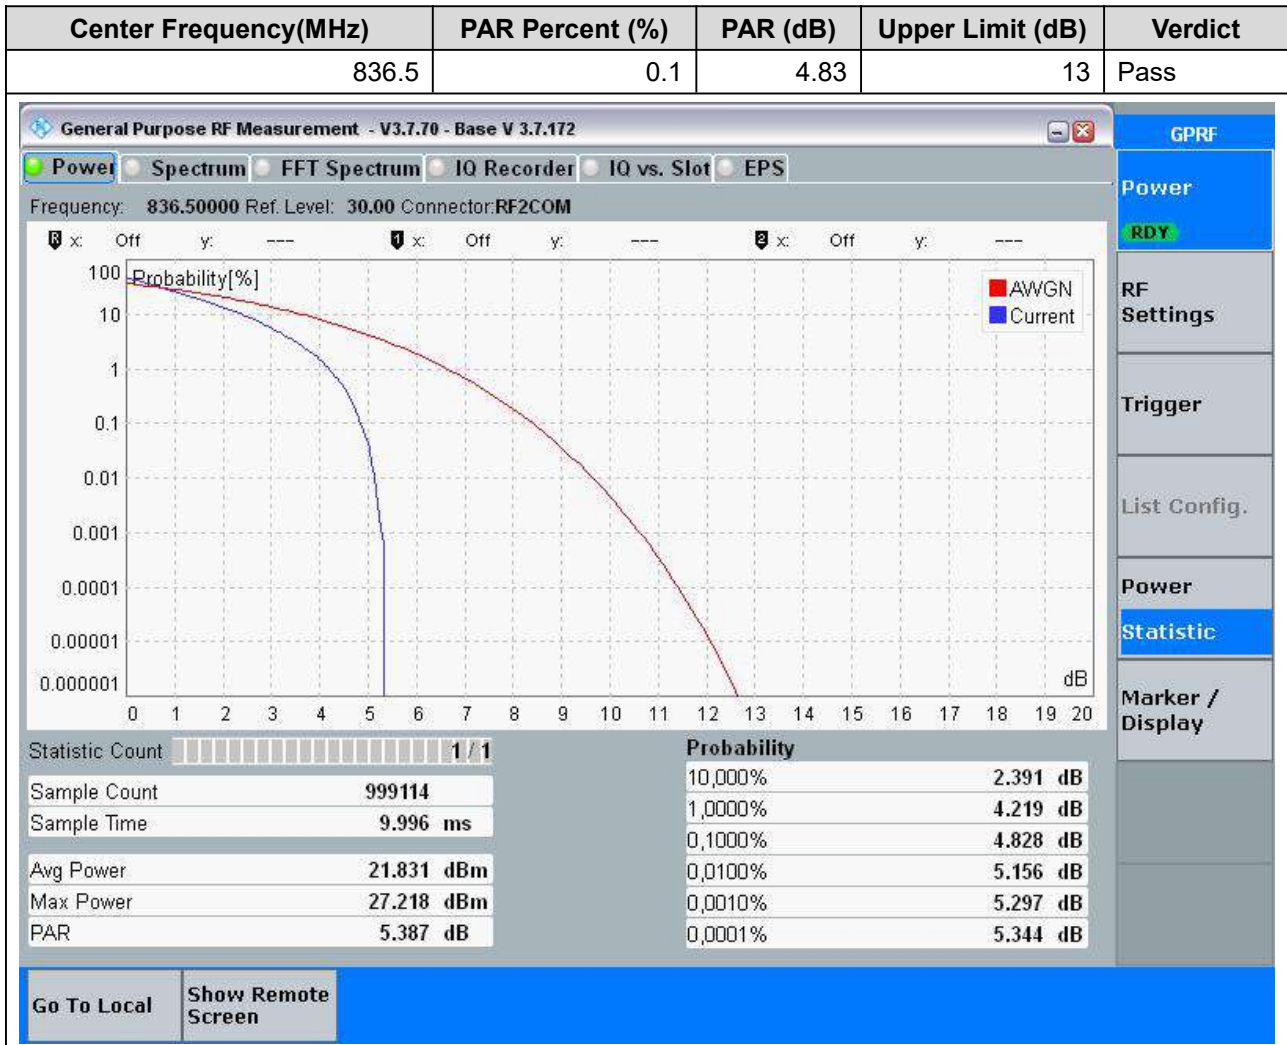 Center Frequency(MHz) PAR Percent (%) PAR (dB) Upper Limit (dB) Verdict
836.5 0.1 4.83 13 Pass
General Purpose RF Measurement - V3.7.70 - Base V 3.7.172
GPRF
Power Spectrum FFT Spectrum IQ Recorder IQ vs. Slot EPS
Power
RDY
Frequency: 836.50000 Ref. Level: 30.00 Connector:RF2COM
R x: Off y: --- 1 x: Off y: --- 2 x: Off y: ---
Probability[%]
AWGN
Current
100
10
1
0.1
0.01
0.001
0.0001
0.00001
0.000001
dB
0 1 2 3 4 5 6 7 8 9 10 11 12 13 14 15 16 17 18 19 20
RF
Settings
Trigger
List Config.
Power
Statistic
Marker /
Display
Statistic Count 1 / 1
Sample Count 999114
Sample Time 9.996 ms
Avg Power 21.831 dBm
Max Power 27.218 dBm
PAR 5.387 dB
Probability
10,000% 2.391 dB
1,0000% 4.219 dB
0,1000% 4.828 dB
0,0100% 5.156 dB
0,0010% 5.297 dB
0,0001% 5.344 dB
Go To Local
Show Remote
Screen